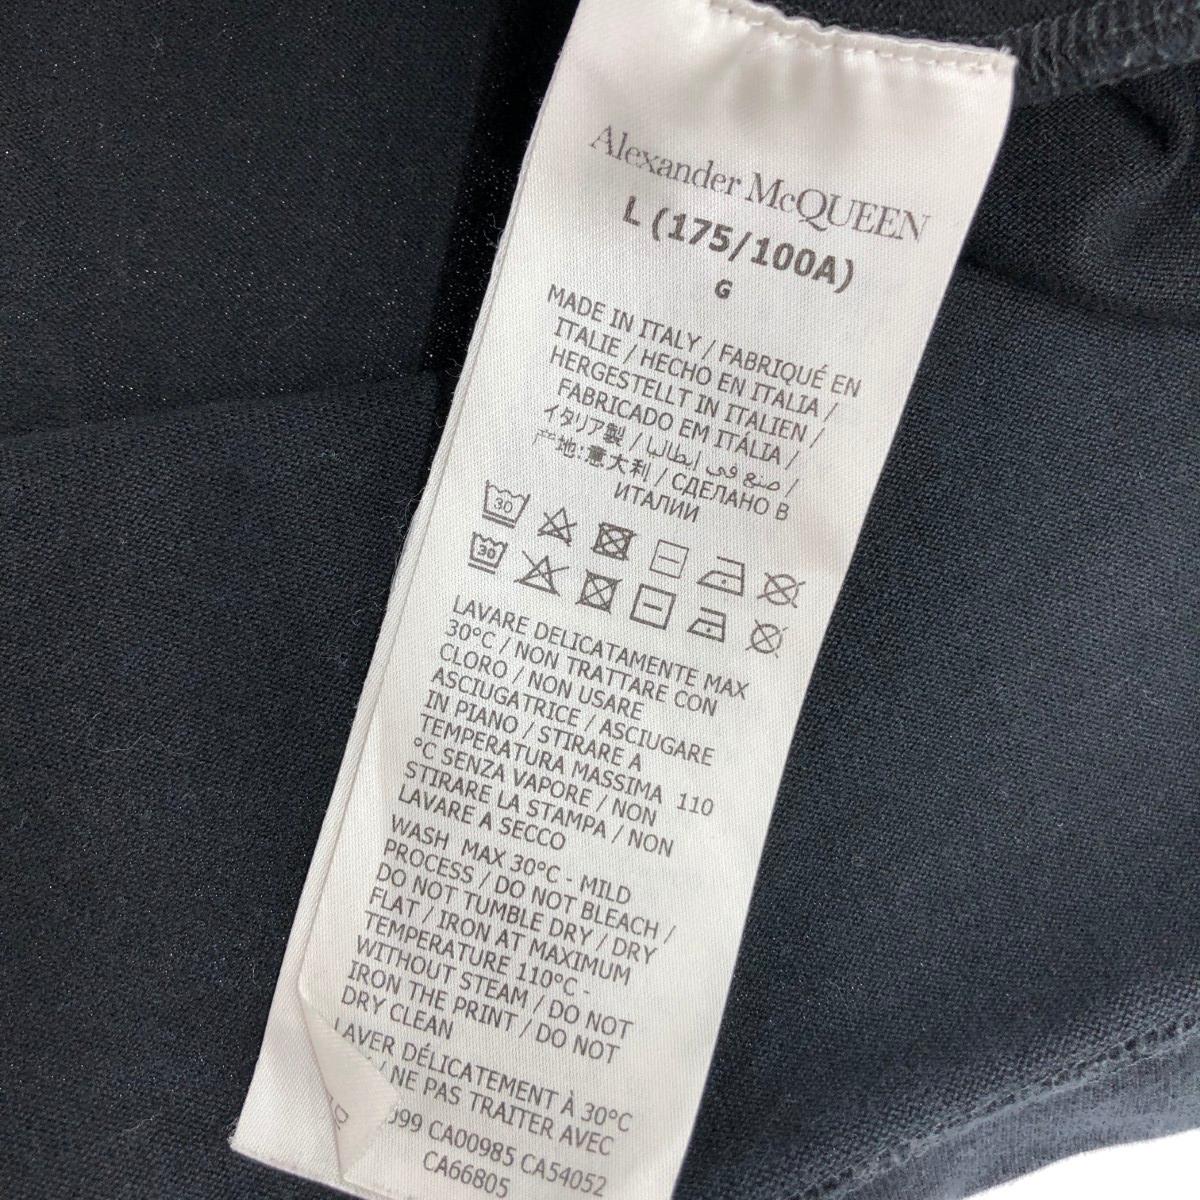 Alexander McQUEEN
L (175/100A)
G
MADE IN ITALY / FABRIQUÉ EN
ITALIE / HECHO EN ITALIA /
HERGESTELLT IN ITALIEN /
FABRICADO EM ITÁLIA /
イタリア製 / صنع في إيطاليا /
产地:意大利 / СДЕЛАНО В
ИТАЛИИ
30
30
LAVARE DELICATAMENTE MAX
30°C / NON TRATTARE CON
CLORO / NON USARE
ASCIUGATRICE / ASCIUGARE
IN PIANO / STIRARE A
TEMPERATURA MASSIMA 110
°C SENZA VAPORE / NON
STIRARE LA STAMPA / NON
LAVARE A SECCO
WASH MAX 30°C - MILD
PROCESS / DO NOT BLEACH /
DO NOT TUMBLE DRY / DRY
FLAT / IRON AT MAXIMUM
TEMPERATURE 110°C -
WITHOUT STEAM / DO NOT
IRON THE PRINT / DO NOT
DRY CLEAN
LAVER DÉLICATEMENT À 30°C
/ NE PAS TRAITER AVEC
CA00985 CA54052
CA66805